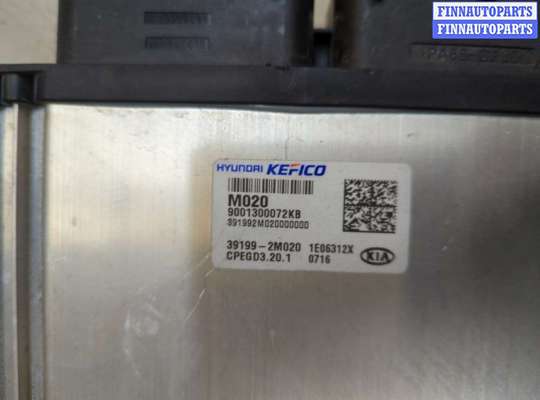 FINNAUTOPARTS
FINNAUTOPARTS
HYUNDAI KEFICO
M020
9001300072KB
391992M020000000
39199-2M020 1E06312X
CPEGD3.20.1 0716 KIA